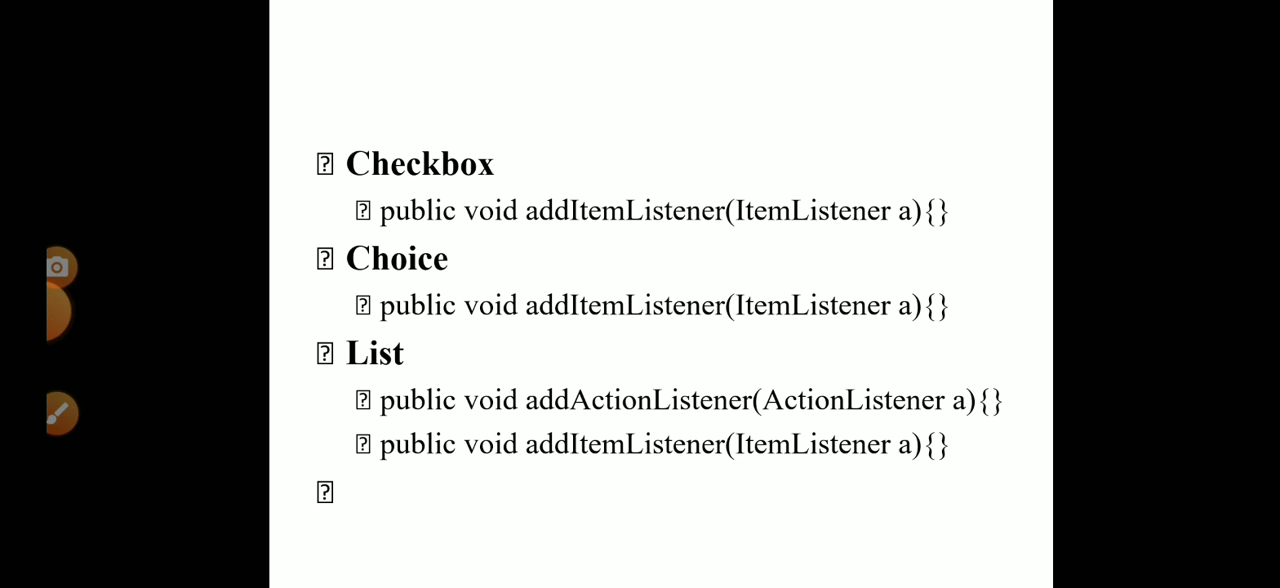 Checkbox
public void addItemListener(ItemListener a){}
Choice
public void addItemListener(ItemListener a){}
List
public void addActionListener(ActionListener a){}
public void addItemListener(ItemListener a){}